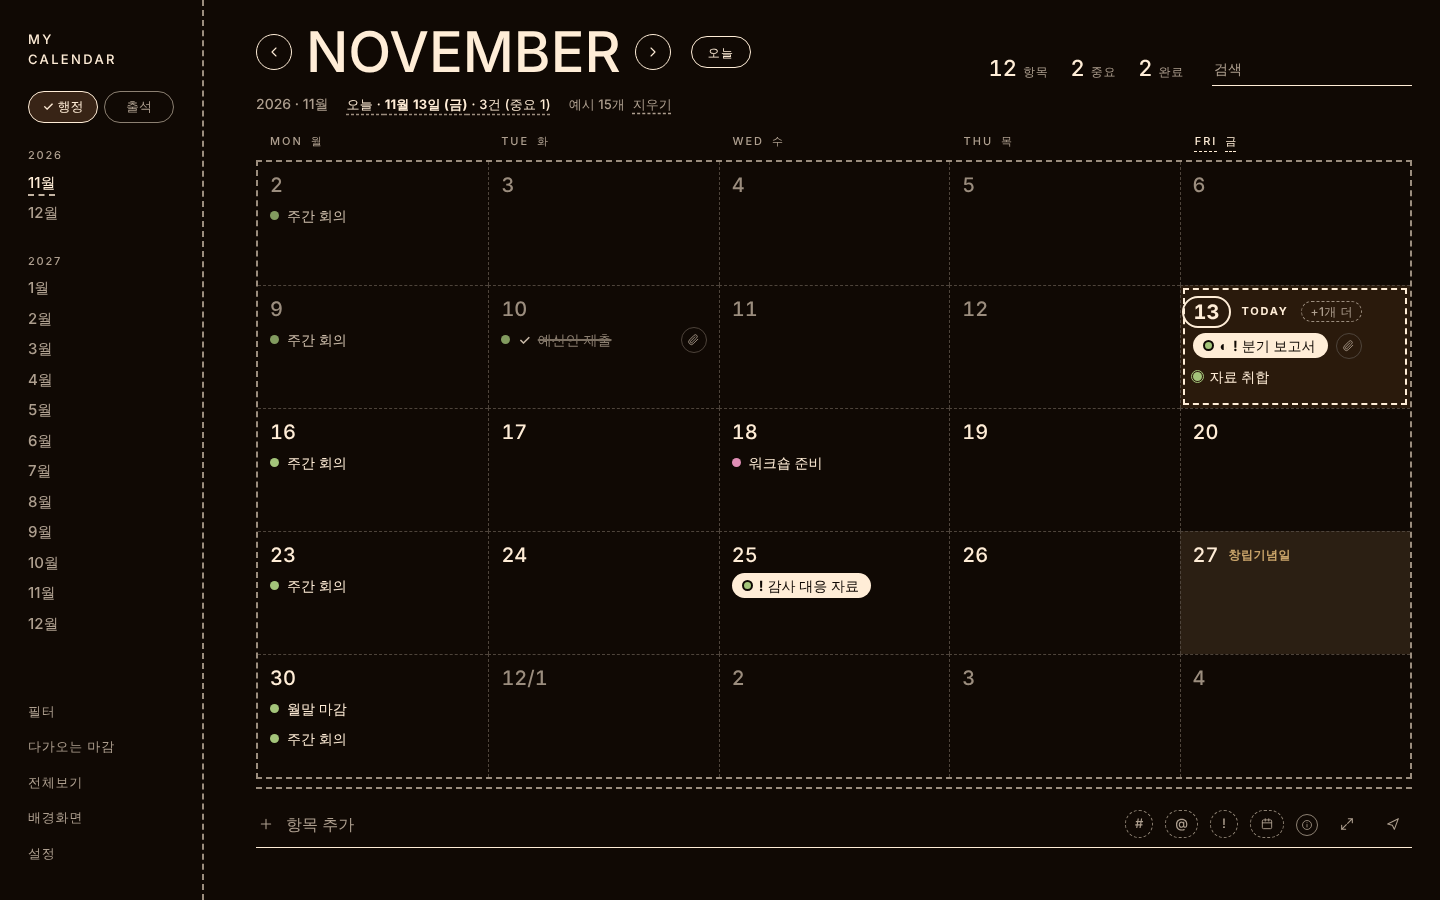 MY
CALENDAR
행정
출석
2026
11월
12월
2027
1월
2월
3월
4월
5월
6월
7월
8월
9월
10월
11월
12월
필터
다가오는 마감
전체보기
배경화면
설정
NOVEMBER
오늘
12 항목 2 중요 2 완료
검색
2026 · 11월 오늘 · 11월 13일 (금) · 3건 (중요 1) 예시 15개 지우기
MON 월 TUE 화 WED 수 THU 목 FRI 금
2 3 4 5 6
주간 회의
9 10 11 12 13 TODAY +1개 더
주간 회의
예산안 제출
! 분기 보고서
자료 취합
16 17 18 19 20
주간 회의
워크숍 준비
23 24 25 26 27 창립기념일
주간 회의
! 감사 대응 자료
30 12/1 2 3 4
월말 마감
주간 회의
+ 항목 추가
# @ !